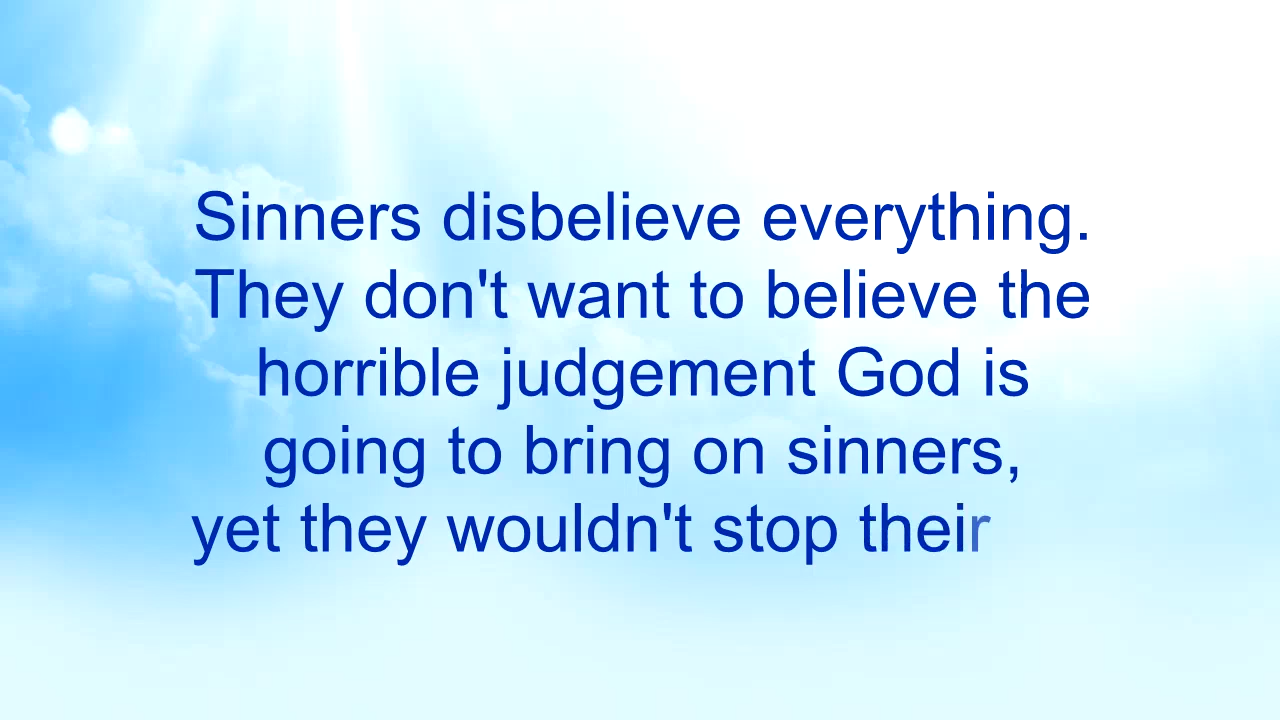 Sinners disbelieve everything.
They don't want to believe the
horrible judgement God is
going to bring on sinners,
yet they wouldn't stop their